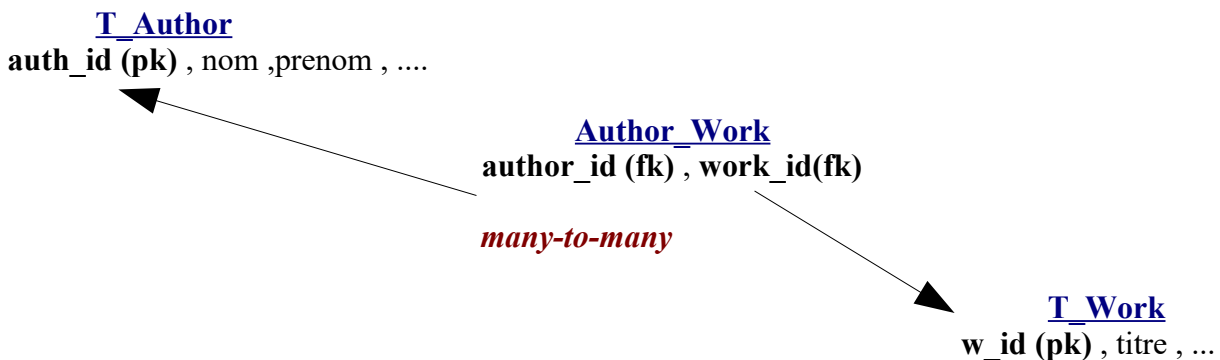 T_Author
auth_id (pk) , nom ,prenom , ....
Author_Work
author_id (fk) , work_id(fk)
many-to-many
T_Work
w_id (pk) , titre , ...